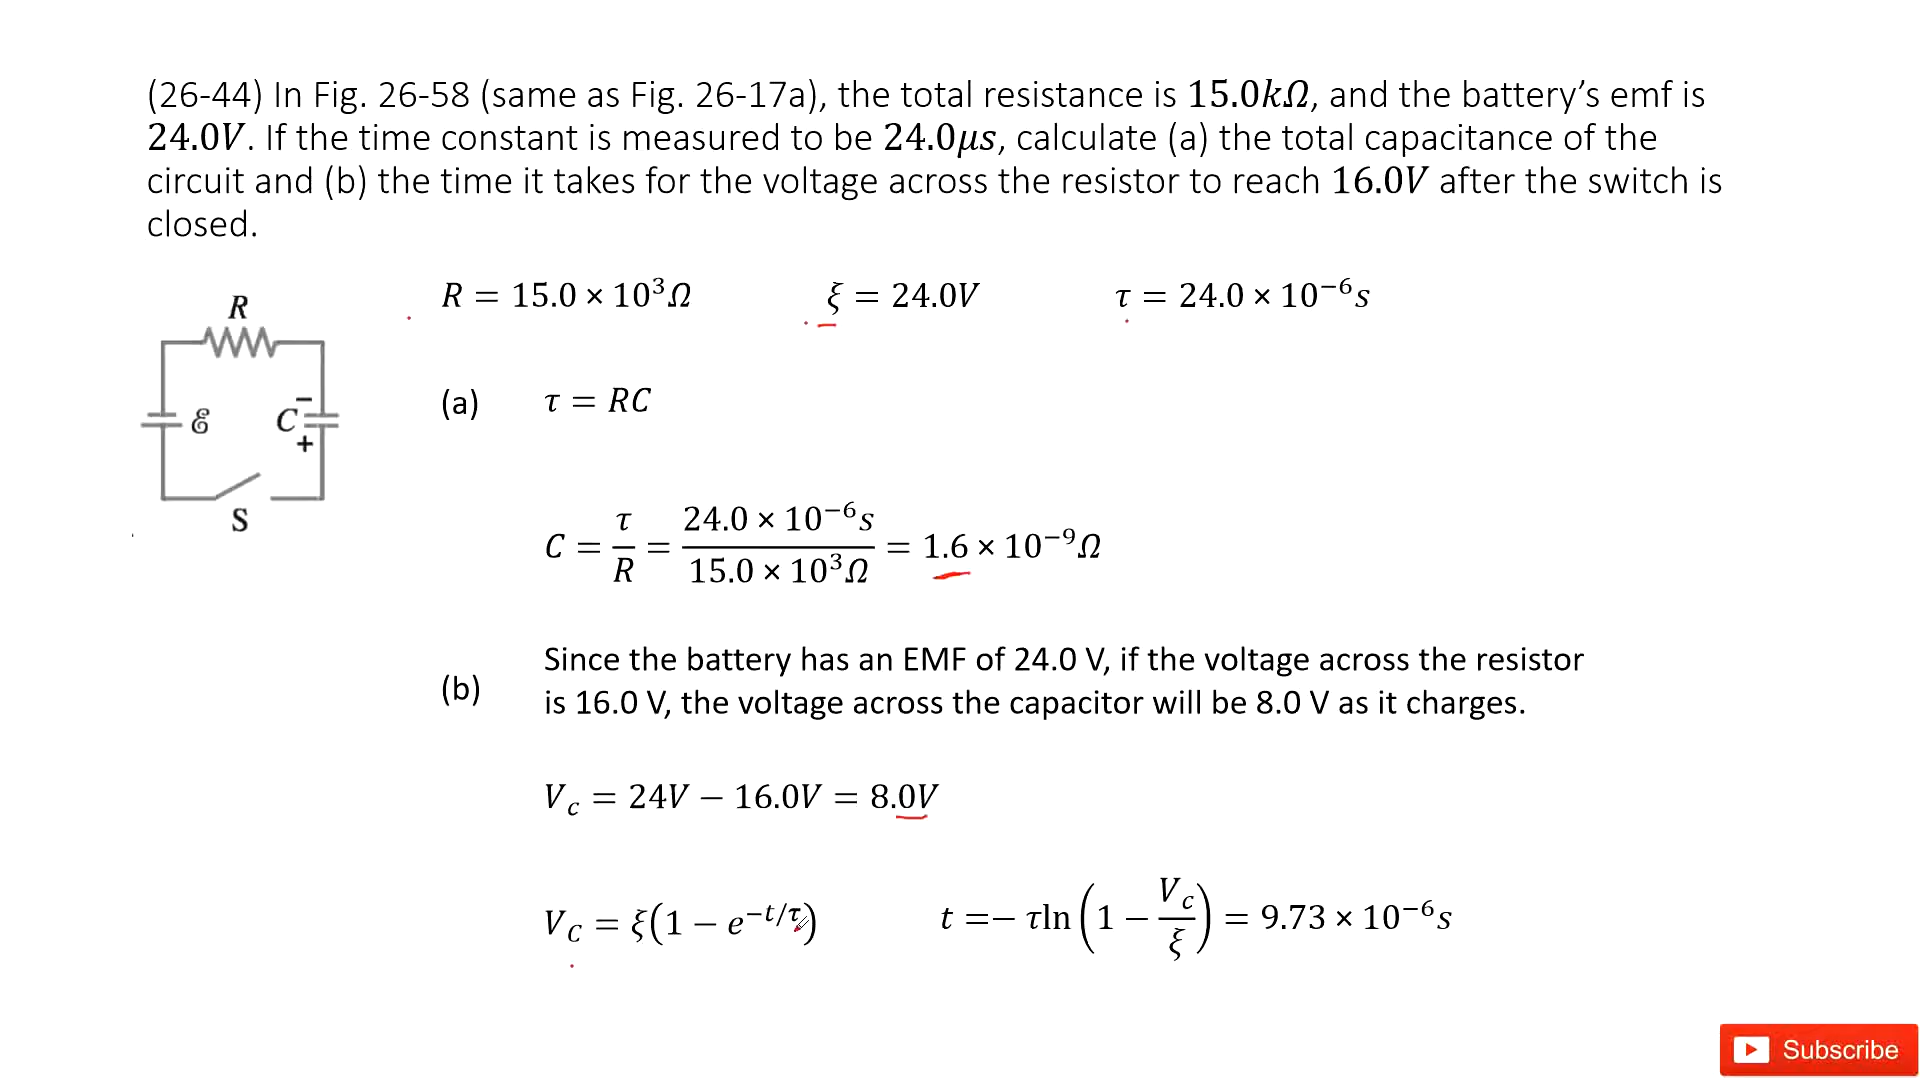 (26-44) In Fig. 26-58 (same as Fig. 26-17a), the total resistance is 15.0kΩ, and the battery’s emf is
24.0V. If the time constant is measured to be 24.0μs, calculate (a) the total capacitance of the
circuit and (b) the time it takes for the voltage across the resistor to reach 16.0V after the switch is
closed.
R = 15.0 × 10³Ω ξ = 24.0V τ = 24.0 × 10⁻⁶s
R
ℰ C − +
S
(a) τ = RC
C = τ/R = (24.0 × 10⁻⁶s)/(15.0 × 10³Ω) = 1.6 × 10⁻⁹Ω
(b) Since the battery has an EMF of 24.0 V, if the voltage across the resistor
is 16.0 V, the voltage across the capacitor will be 8.0 V as it charges.
V_c = 24V − 16.0V = 8.0V
V_C = ξ(1 − e^(−t/τ)) t =− τln(1 − V_c/ξ) = 9.73 × 10⁻⁶s
Subscribe